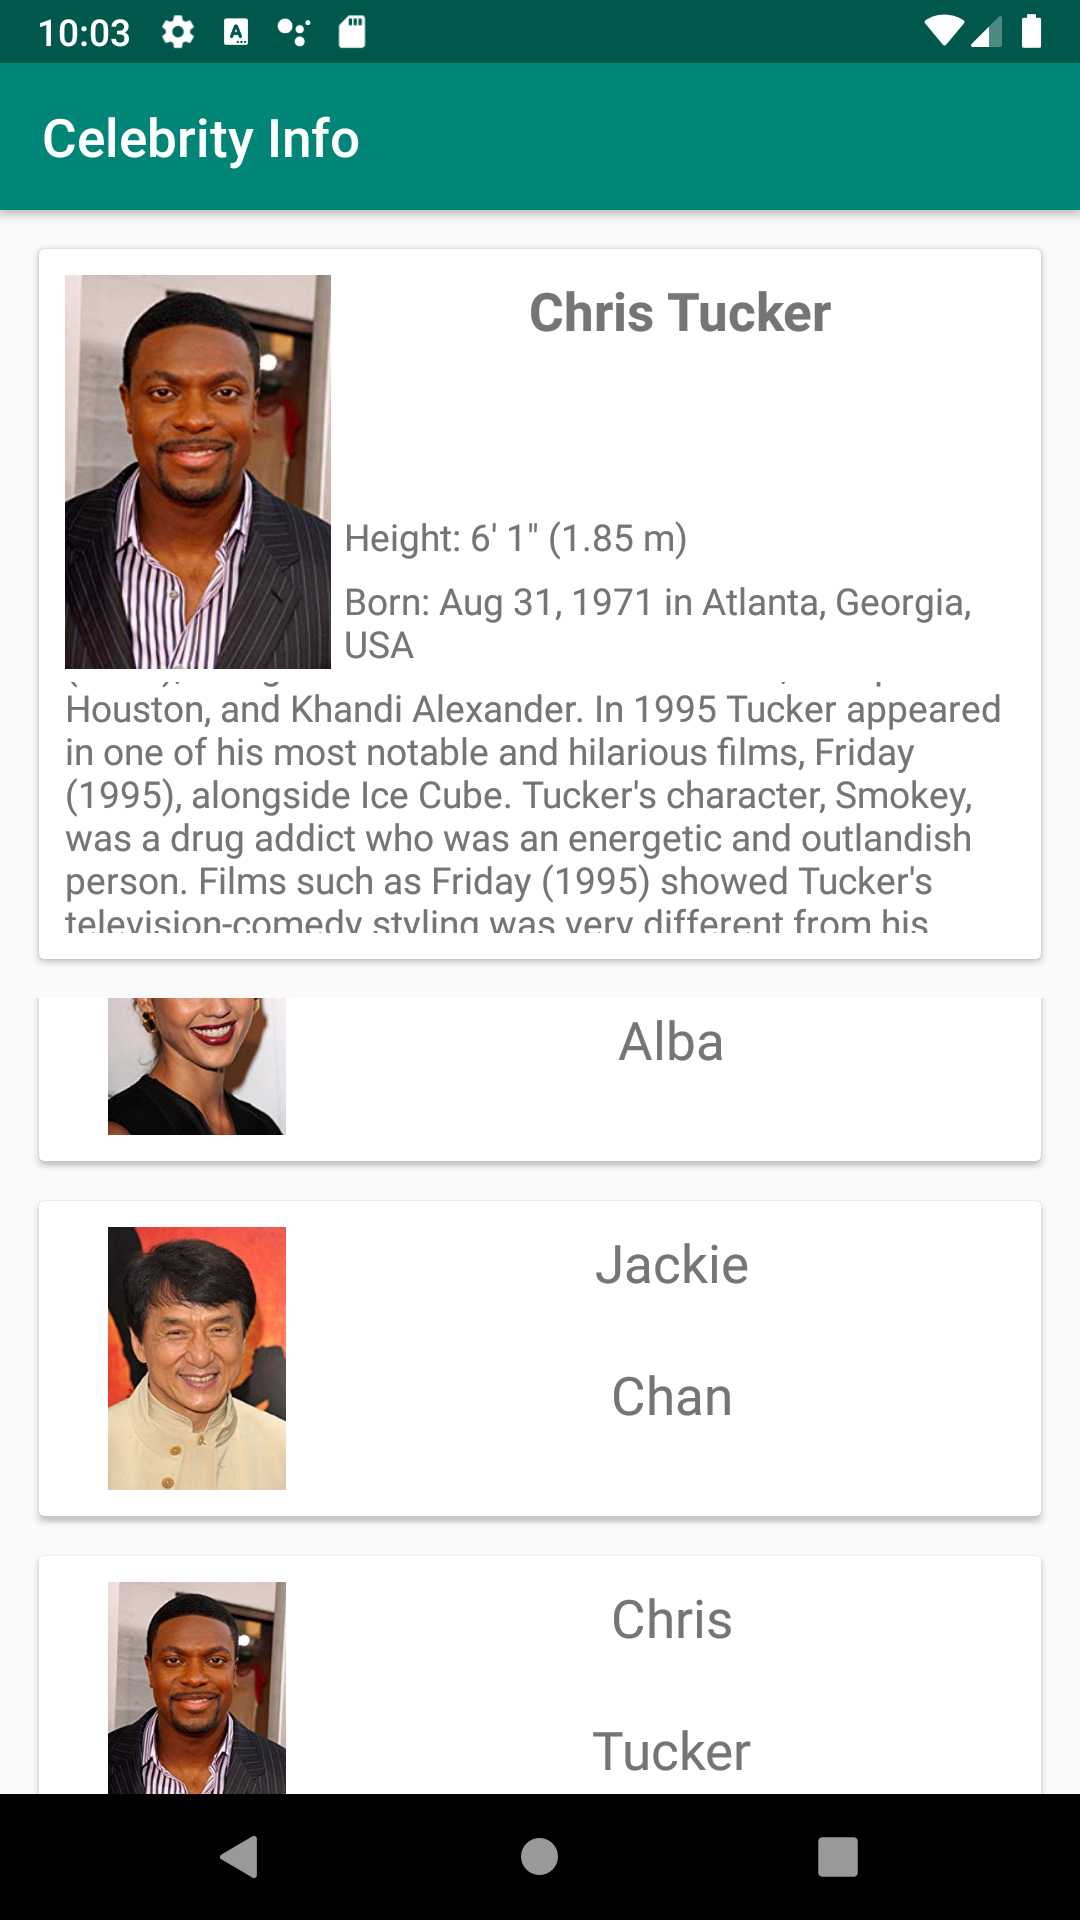 10:03
Celebrity Info
Chris Tucker
Height: 6' 1" (1.85 m)
Born: Aug 31, 1971 in Atlanta, Georgia,
USA
Houston, and Khandi Alexander. In 1995 Tucker appeared
in one of his most notable and hilarious films, Friday
(1995), alongside Ice Cube. Tucker's character, Smokey,
was a drug addict who was an energetic and outlandish
person. Films such as Friday (1995) showed Tucker's
television-comedy styling was very different from his
Alba
Jackie
Chan
Chris
Tucker